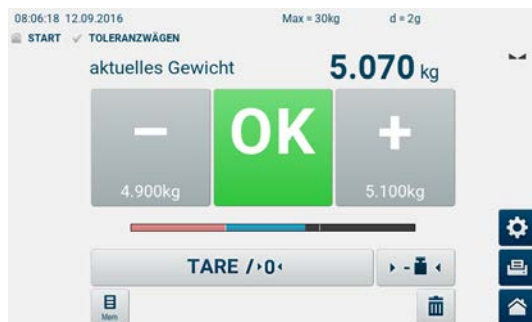 08:06:18 12.09.2016 Max = 30kg d = 2g
START TOLERANZWÄGEN
aktuelles Gewicht 5.070 kg
− OK +
4.900kg 5.100kg
TARE /›0‹ › - ‹
Mem